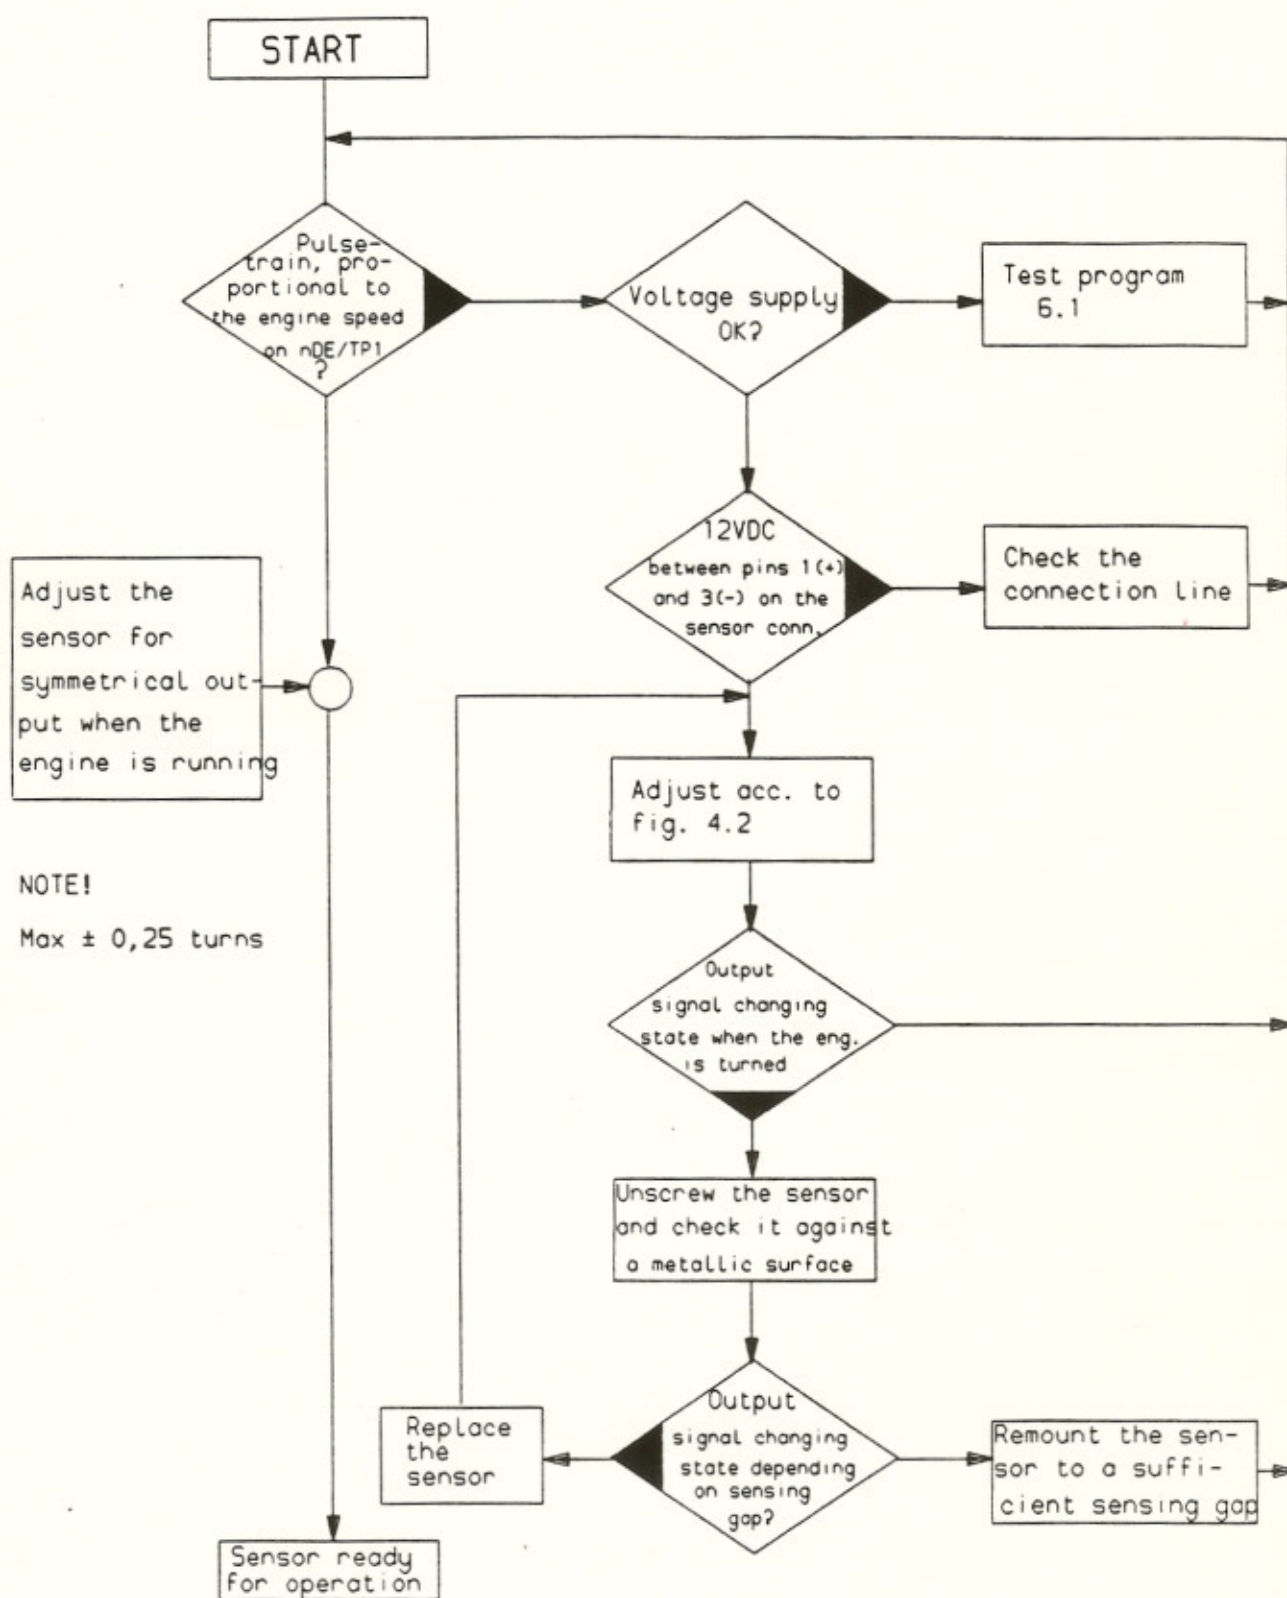 START
Pulse-
train, pro-
portional to
the engine speed
on nDE/TP1
?
Voltage supply
OK?
Test program
6.1
12VDC
between pins 1(+)
and 3(-) on the
sensor conn.
Check the
connection line
Adjust the
sensor for
symmetrical out-
put when the
engine is running
NOTE!
Max ± 0,25 turns
Adjust acc. to
fig. 4.2
Output
signal changing
state when the eng.
is turned
Unscrew the sensor
and check it against
a metallic surface
Output
signal changing
state depending
on sensing
gap?
Replace
the
sensor
Remount the sen-
sor to a suffi-
cient sensing gap
Sensor ready
for operation